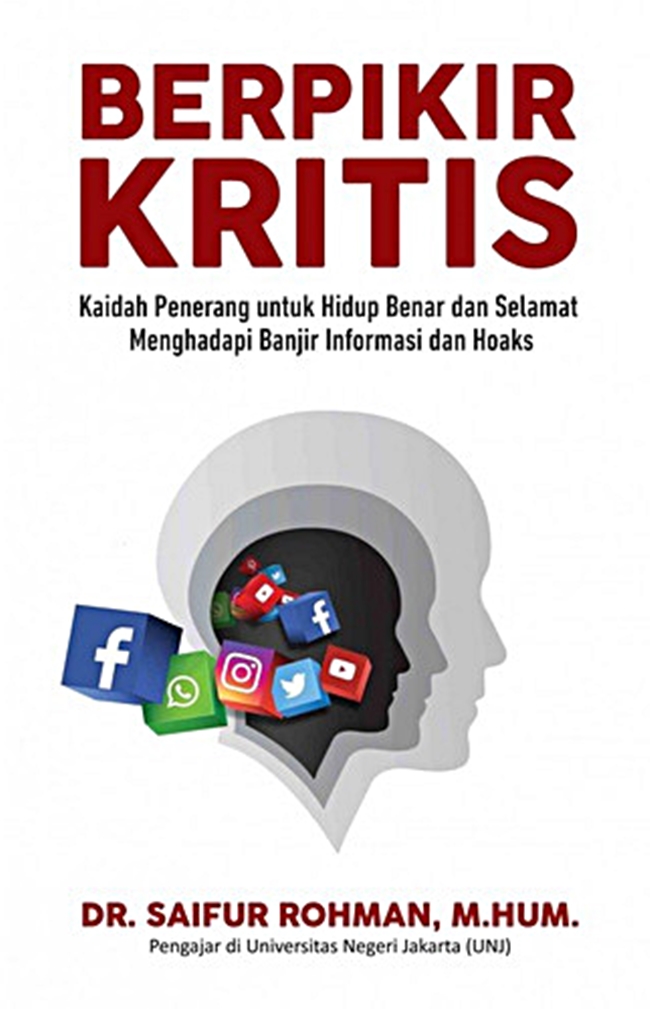 BERPIKIR
KRITIS
Kaidah Penerang untuk Hidup Benar dan Selamat
Menghadapi Banjir Informasi dan Hoaks
DR. SAIFUR ROHMAN, M.HUM.
Pengajar di Universitas Negeri Jakarta (UNJ)